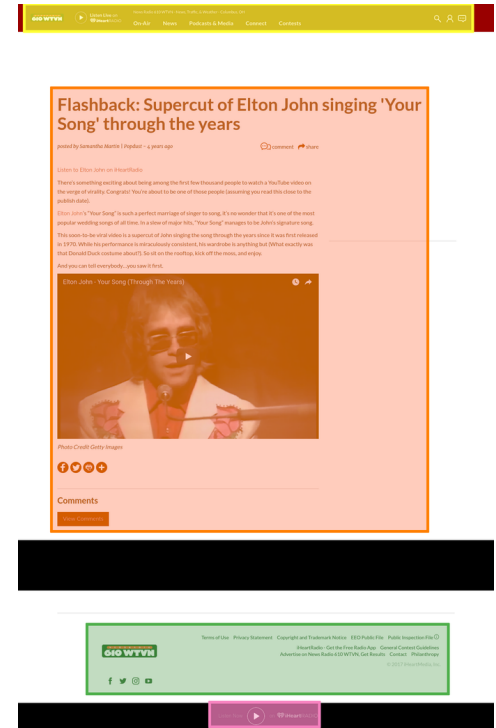 610 WTVN
Listen Live on
iHeartRADIO
On-Air News Podcasts & Media Connect Contests
Flashback: Supercut of Elton John singing 'Your
Song' through the years
posted by Samantha Martin | Popdust - 4 years ago
comment share
Listen to Elton John on iHeartRadio
There's something exciting about being among the first few thousand people to watch a YouTube video on
the verge of virality. Congrats! You're about to be one of those people (assuming you read this close to the
publish date).
Elton John's "Your Song" is such a perfect marriage of singer to song, it's no wonder that it's one of the most
popular wedding songs of all time. In a slew of major hits, "Your Song" manages to be John's signature song.
This soon-to-be viral video is a supercut of John singing the song through the years since it was first released
in 1970. While his performance is miraculously consistent, his wardrobe is anything but (What exactly was
that Donald Duck costume about?). So sit on the rooftop, kick off the moss, and enjoy.
And you can tell everybody... you saw it first.
Elton John - Your Song (Through The Years)
Photo Credit Getty Images
Comments
View Comments
610 WTVN
Terms of Use Privacy Statement Copyright and Trademark Notice EEO Public File Public Inspection File
iHeartRadio - Get the Free Radio App General Contest Guidelines
Advertise on News Radio 610 WTVN, Get Results Contact Philanthropy
Listen Now on iHeartRADIO